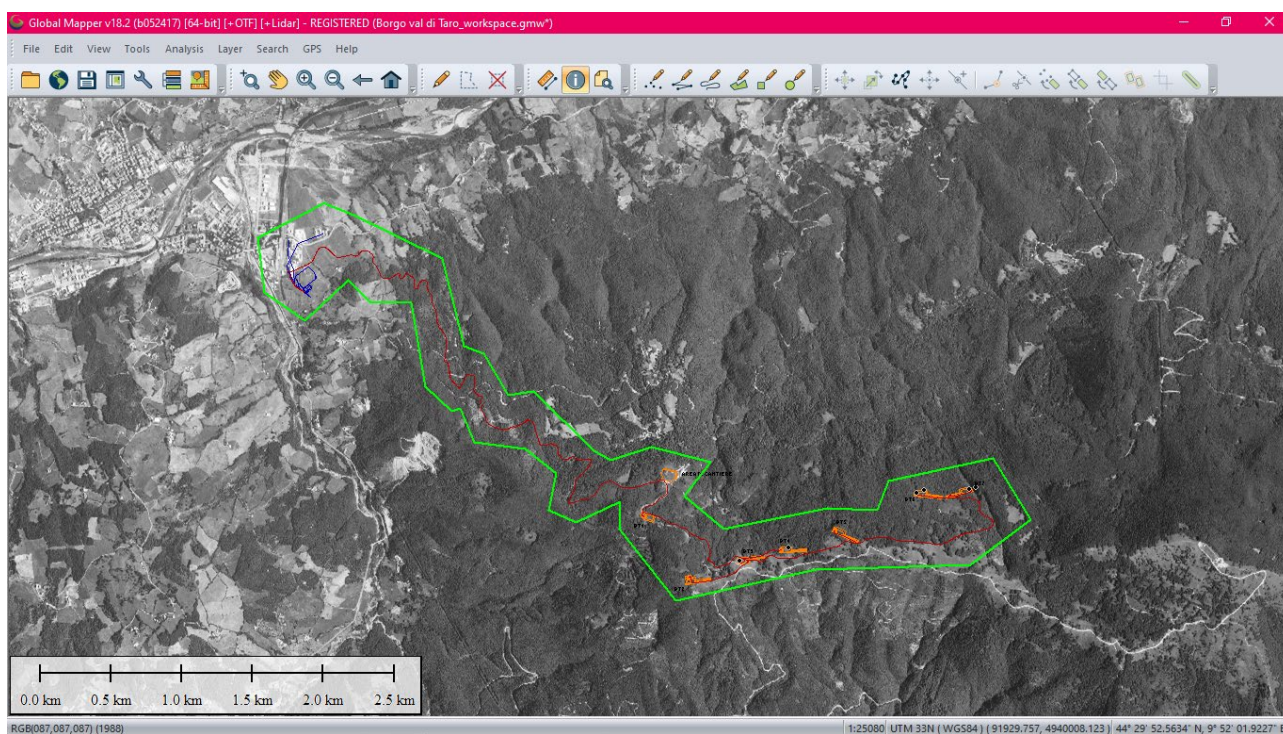 Global Mapper v18.2 (b052417) [64-bit] [+OTF] [+Lidar] - REGISTERED (Borgo val di Taro_workspace.gmw*)
File Edit View Tools Analysis Layer Search GPS Help
0.0 km 0.5 km 1.0 km 1.5 km 2.0 km 2.5 km
RGB(087,087,087) (1988)
1:25080 UTM 33N ( WGS84 ) ( 91929.757, 4940008.123 ) 44° 29' 52.5634" N, 9° 52' 01.9227" E